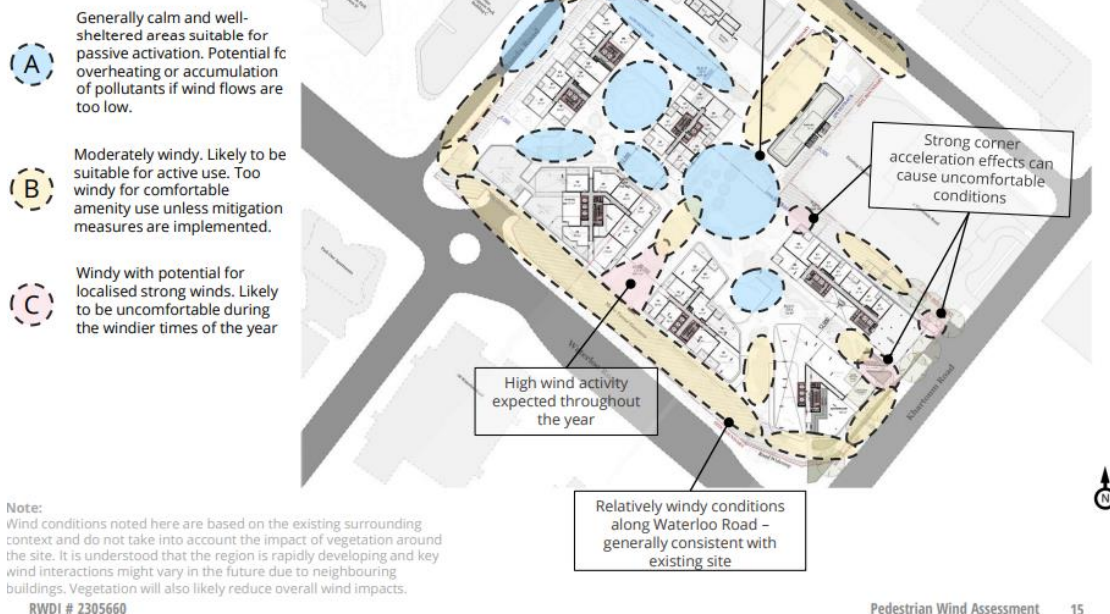 A
Generally calm and well-
sheltered areas suitable for
passive activation. Potential fo
overheating or accumulation
of pollutants if wind flows are
too low.
B
Moderately windy. Likely to be
suitable for active use. Too
windy for comfortable
amenity use unless mitigation
measures are implemented.
C
Windy with potential for
localised strong winds. Likely
to be uncomfortable during
the windier times of the year
Strong corner
acceleration effects can
cause uncomfortable
conditions
High wind activity
expected throughout
the year
Waterloo
Khartoum Road
Road Widening
Relatively windy conditions
along Waterloo Road –
generally consistent with
existing site
N
Note:
Wind conditions noted here are based on the existing surrounding
context and do not take into account the impact of vegetation around
the site. It is understood that the region is rapidly developing and key
wind interactions might vary in the future due to neighbouring
buildings. Vegetation will also likely reduce overall wind impacts.
RWDI # 2305660
Pedestrian Wind Assessment 15